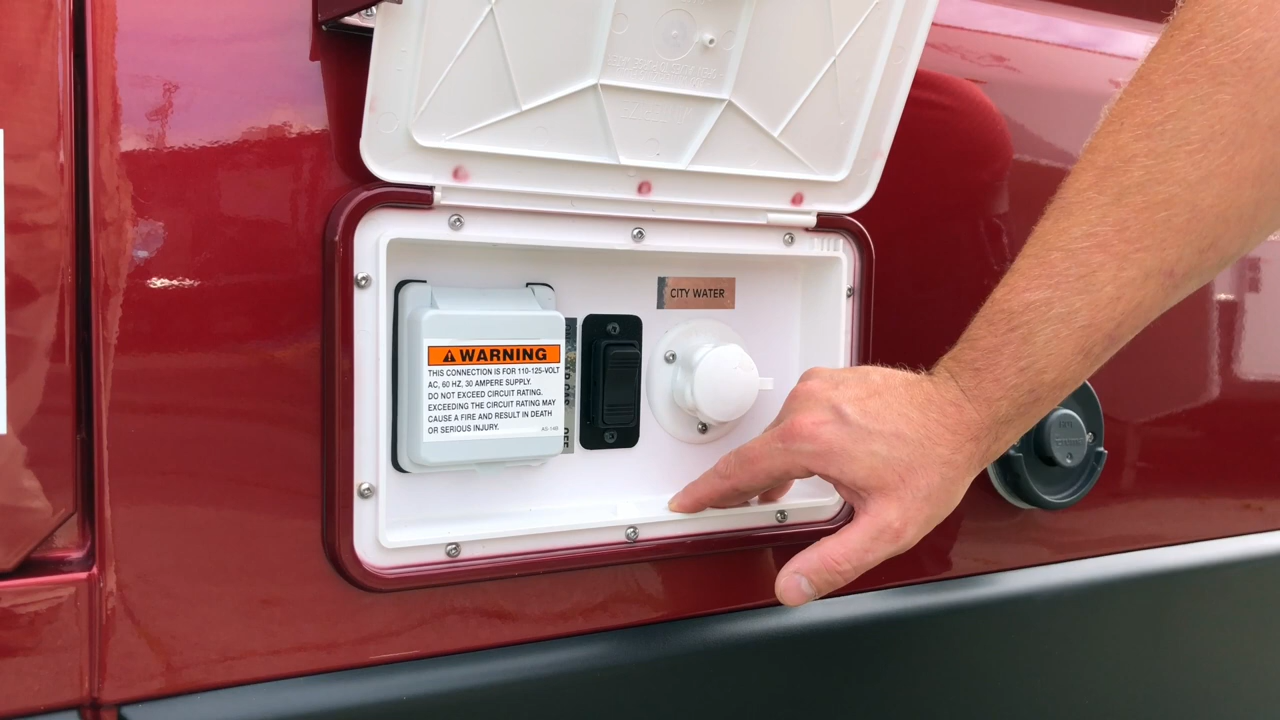 CITY WATER
WARNING
THIS CONNECTION IS FOR 110-125-VOLT
AC, 60 HZ, 30 AMPERE SUPPLY.
DO NOT EXCEED CIRCUIT RATING.
EXCEEDING THE CIRCUIT RATING MAY
CAUSE A FIRE AND RESULT IN DEATH
OR SERIOUS INJURY.
OFF